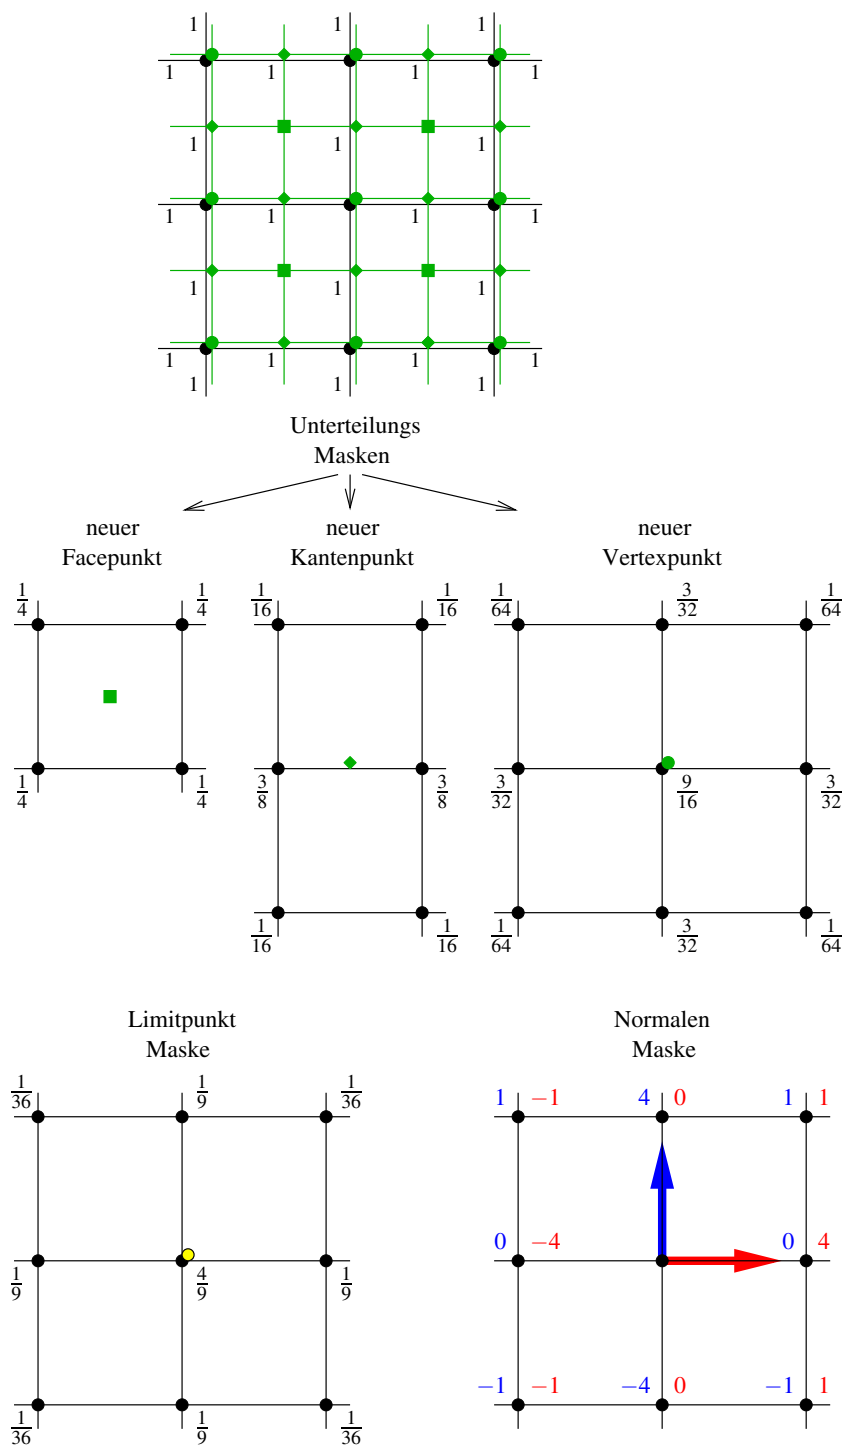 1 1 1
1 1 1 1
1 1 1
1 1 1 1
1 1 1
1 1 1 1
1 1 1
Unterteilungs
Masken
neuer
Facepunkt
1/4 1/4
1/4 1/4
neuer
Kantenpunkt
1/16 1/16
3/8 3/8
1/16 1/16
neuer
Vertexpunkt
1/64 3/32 1/64
3/32 9/16 3/32
1/64 3/32 1/64
Limitpunkt
Maske
1/36 1/9 1/36
1/9 4/9 1/9
1/36 1/9 1/36
Normalen
Maske
1 −1 4 0 1 1
0 −4 0 4
−1 −1 −4 0 −1 1